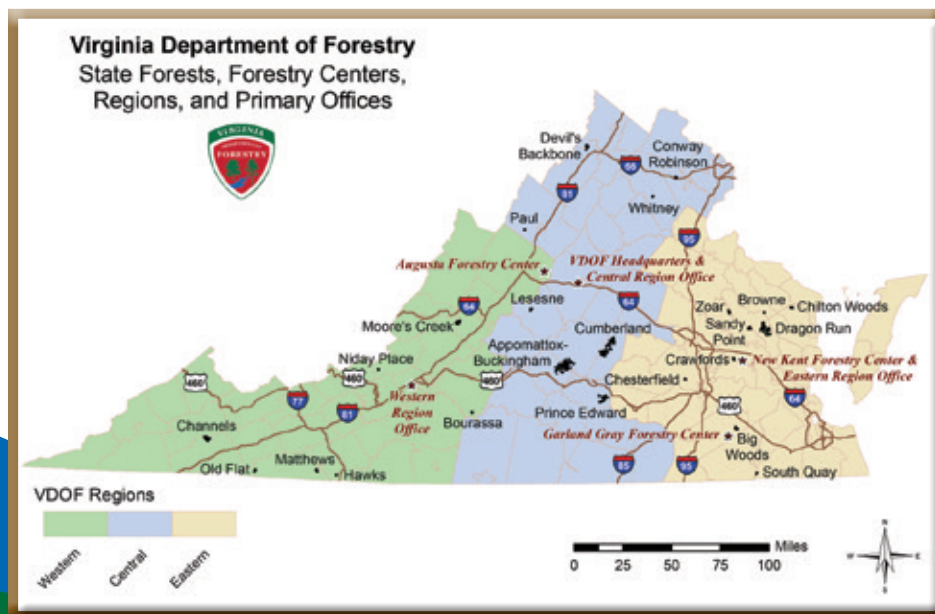 Virginia Department of Forestry
State Forests, Forestry Centers,
Regions, and Primary Offices
VIRGINIA
DEPARTMENT OF
FORESTRY
Devil's
Backbone
Conway
Robinson
66
81
Whitney
Paul
95
Augusta Forestry Center
VDOF Headquarters &
Central Region Office
Lesesne
64
64
Zoar
Browne
Chilton Woods
Moore's Creek
Cumberland
Sandy
Point
Dragon Run
Niday Place
Appomattox-
Buckingham
Crawfords
New Kent Forestry Center &
Eastern Region Office
460
460
460
Chesterfield
77
81
Western
Region
Office
Prince Edward
460
64
Bourassa
Channels
Garland Gray Forestry Center
Big
Woods
Old Flat
Matthews
Hawks
85
95
South Quay
VDOF Regions
Western
Central
Eastern
Miles
0 25 50 75 100
N
W
E
S